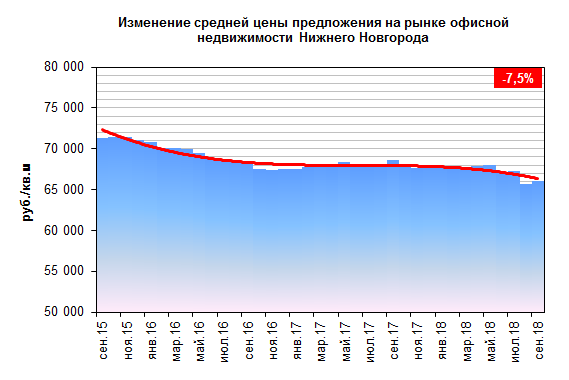 Изменение средней цены предложения на рынке офисной
недвижимости Нижнего Новгорода
-7,5%
руб./кв.м
80 000
75 000
70 000
65 000
60 000
55 000
50 000
сен.15
ноя.15
янв.16
мар.16
май.16
июл.16
сен.16
ноя.16
янв.17
мар.17
май.17
июл.17
сен.17
ноя.17
янв.18
мар.18
май.18
июл.18
сен.18